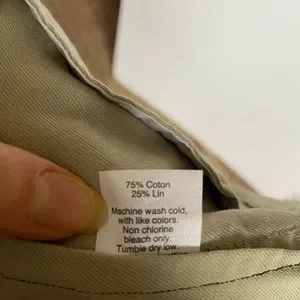 75% Coton
25% Lin
Machine wash cold,
with like colors.
Non chlorine
bleach only.
Tumble dry low.